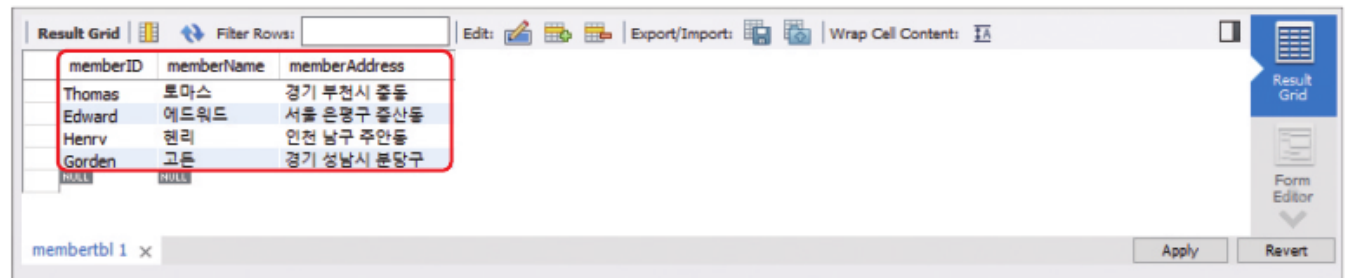 Result Grid Filter Rows: Edit: Export/Import: Wrap Cell Content:
memberID memberName memberAddress
Thomas 토마스 경기 부천시 중동
Edward 에드워드 서울 은평구 증산동
Henry 헨리 인천 남구 주안동
Gorden 고든 경기 성남시 분당구
NULL NULL
Result
Grid
Form
Editor
membertbl 1 Apply Revert